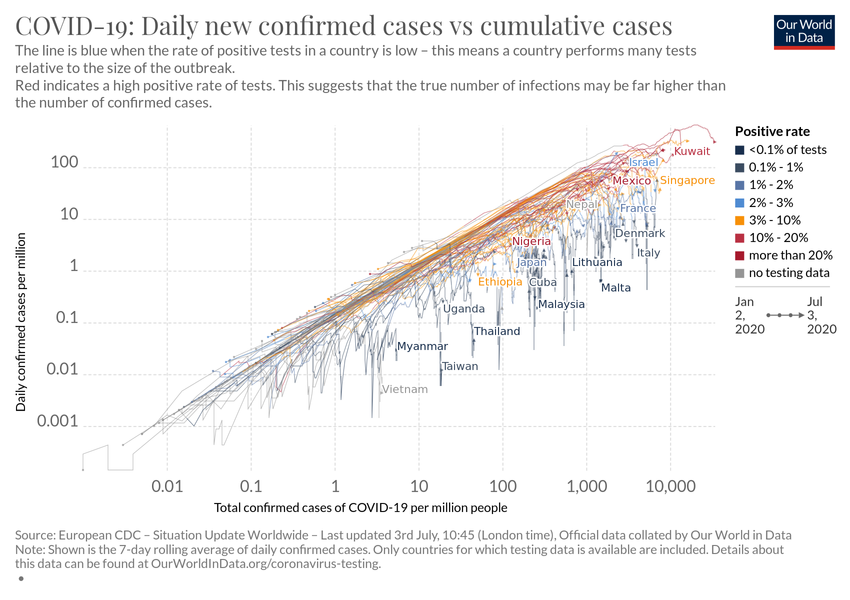 COVID-19: Daily new confirmed cases vs cumulative cases
Our World
in Data
The line is blue when the rate of positive tests in a country is low – this means a country performs many tests
relative to the size of the outbreak.
Red indicates a high positive rate of tests. This suggests that the true number of infections may be far higher than
the number of confirmed cases.
Positive rate
<0.1% of tests
0.1% - 1%
1% - 2%
2% - 3%
3% - 10%
10% - 20%
more than 20%
no testing data
Jan
2,
2020
Jul
3,
2020
Daily confirmed cases per million
100
10
1
0.1
0.01
0.001
Kuwait
Israel
Mexico
Singapore
Nepal
France
Denmark
Nigeria
Italy
Japan
Lithuania
Ethiopia
Cuba
Malta
Malaysia
Uganda
Thailand
Myanmar
Taiwan
Vietnam
0.01
0.1
1
10
100
1,000
10,000
Total confirmed cases of COVID-19 per million people
Source: European CDC – Situation Update Worldwide – Last updated 3rd July, 10:45 (London time), Official data collated by Our World in Data
Note: Shown is the 7-day rolling average of daily confirmed cases. Only countries for which testing data is available are included. Details about
this data can be found at OurWorldInData.org/coronavirus-testing.